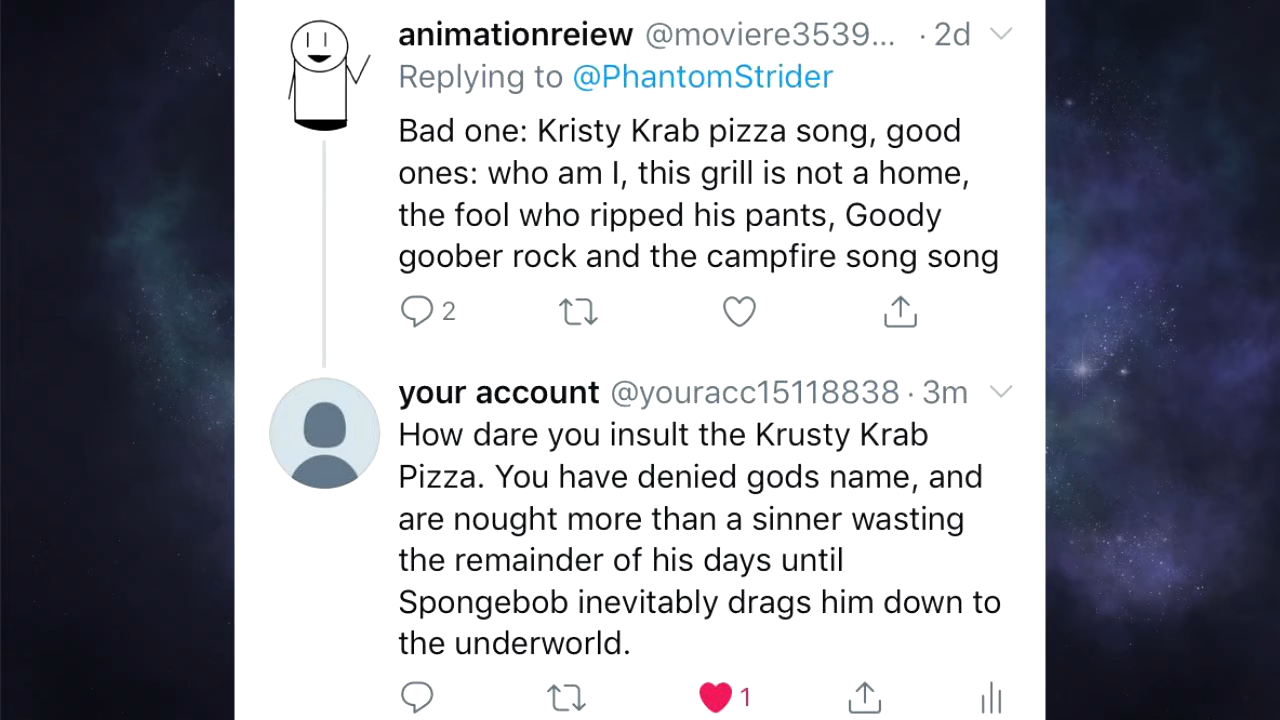 animationreiew @moviere3539... · 2d
Replying to @PhantomStrider
Bad one: Kristy Krab pizza song, good
ones: who am I, this grill is not a home,
the fool who ripped his pants, Goody
goober rock and the campfire song song
2
your account @youracc15118838 · 3m
How dare you insult the Krusty Krab
Pizza. You have denied gods name, and
are nought more than a sinner wasting
the remainder of his days until
Spongebob inevitably drags him down to
the underworld.
1